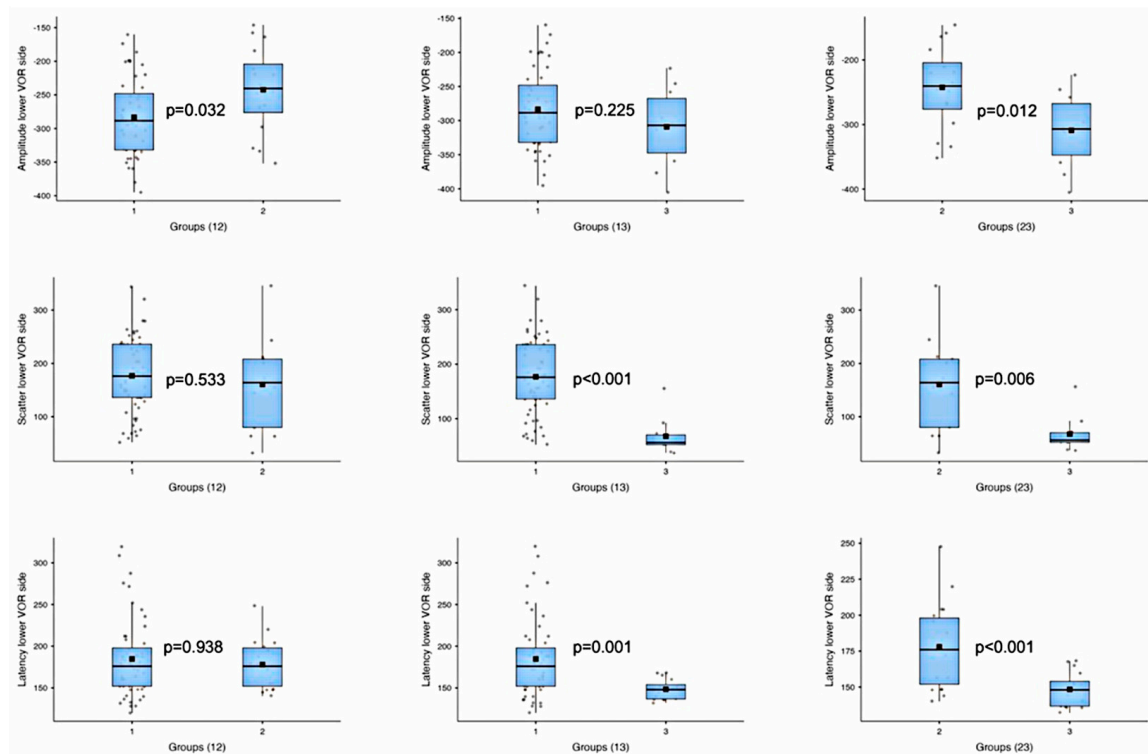 Amplitude lower VOR side
-150
-200
-250
-300
-350
-400
p=0.032
1
2
Groups (12)
Amplitude lower VOR side
-150
-200
-250
-300
-350
-400
p=0.225
1
3
Groups (13)
Amplitude lower VOR side
-200
-300
-400
p=0.012
2
3
Groups (23)
Scatter lower VOR side
300
200
100
p=0.533
1
2
Groups (12)
Scatter lower VOR side
300
200
100
p<0.001
1
3
Groups (13)
Scatter lower VOR side
300
200
100
p=0.006
2
3
Groups (23)
Latency lower VOR side
300
250
200
150
p=0.938
1
2
Groups (12)
Latency lower VOR side
300
250
200
150
p=0.001
1
3
Groups (13)
Latency lower VOR side
250
225
200
175
150
p<0.001
2
3
Groups (23)